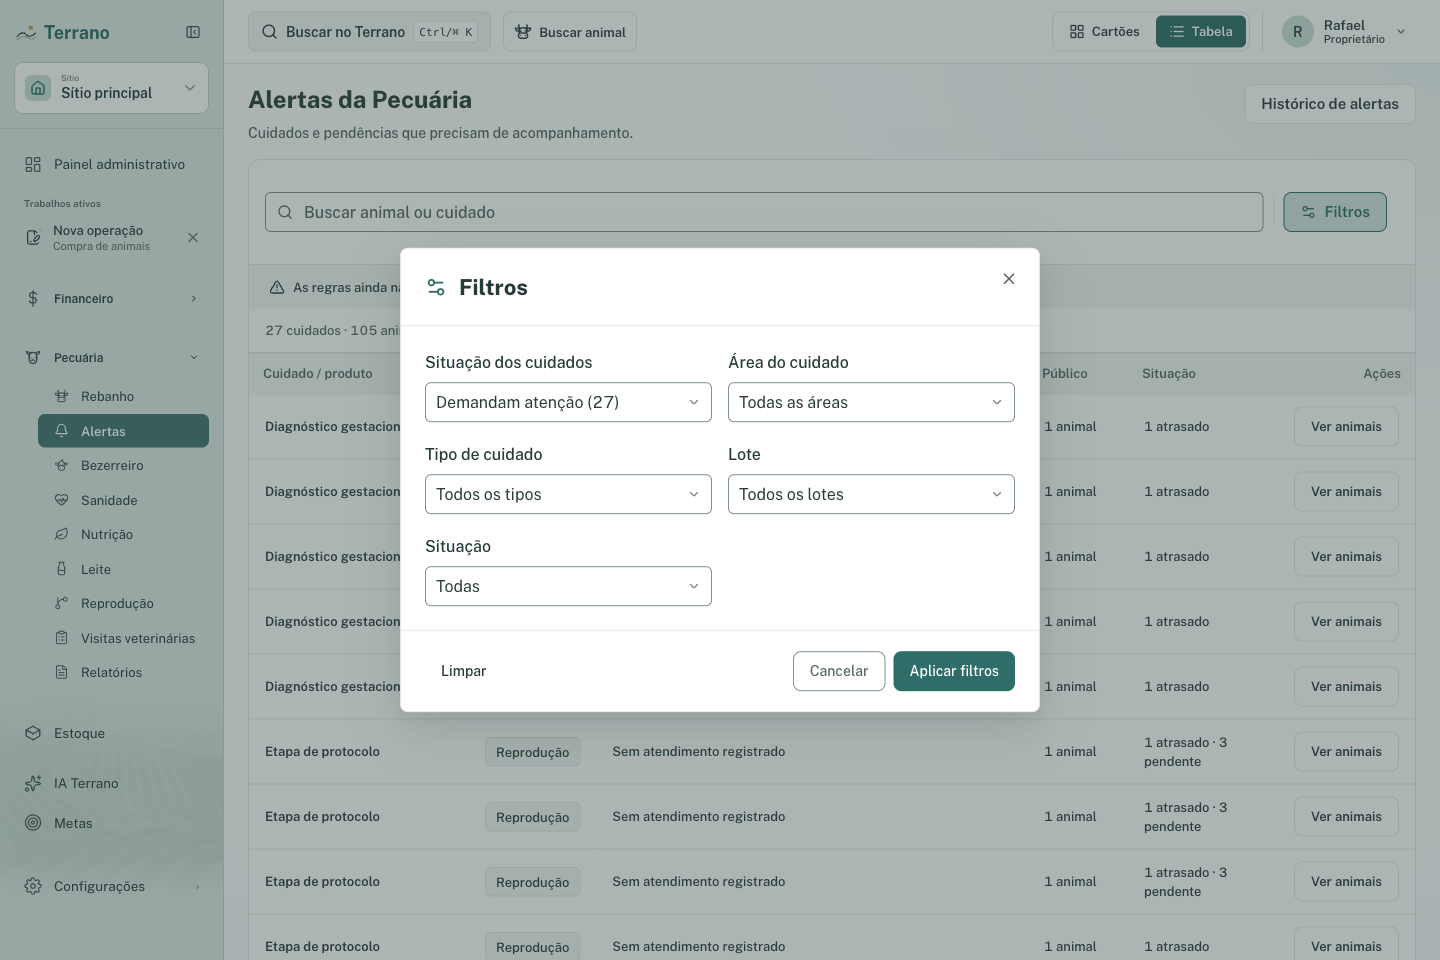 Terrano
Sítio
Sítio principal
Painel administrativo
Trabalhos ativos
Nova operação
Compra de animais
Financeiro
Pecuária
Rebanho
Alertas
Bezerreiro
Sanidade
Nutrição
Leite
Reprodução
Visitas veterinárias
Relatórios
Estoque
IA Terrano
Metas
Configurações
Buscar no Terrano Ctrl/⌘ K
Buscar animal
Cartões
Tabela
R
Rafael
Proprietário
Alertas da Pecuária
Cuidados e pendências que precisam de acompanhamento.
Histórico de alertas
Buscar animal ou cuidado
Filtros
As regras ainda
27 cuidados · 105
Cuidado / produto Público Situação Ações
1 animal 1 atrasado Ver animais
Diagnóstico
1 animal 1 atrasado Ver animais
Diagnóstico
1 animal 1 atrasado Ver animais
Diagnóstico
1 animal 1 atrasado Ver animais
Diagnóstico
1 animal 1 atrasado Ver animais
Diagnóstico
Etapa de protocolo Reprodução Sem atendimento registrado 1 animal 1 atrasado · 3 pendente Ver animais
Etapa de protocolo Reprodução Sem atendimento registrado 1 animal 1 atrasado · 3 pendente Ver animais
Etapa de protocolo Reprodução Sem atendimento registrado 1 animal 1 atrasado · 3 pendente Ver animais
Etapa de protocolo Reprodução Sem atendimento registrado 1 animal 1 atrasado Ver animais
Filtros
Situação dos cuidados
Demandam atenção (27)
Área do cuidado
Todas as áreas
Tipo de cuidado
Todos os tipos
Lote
Todos os lotes
Situação
Todas
Limpar
Cancelar
Aplicar filtros